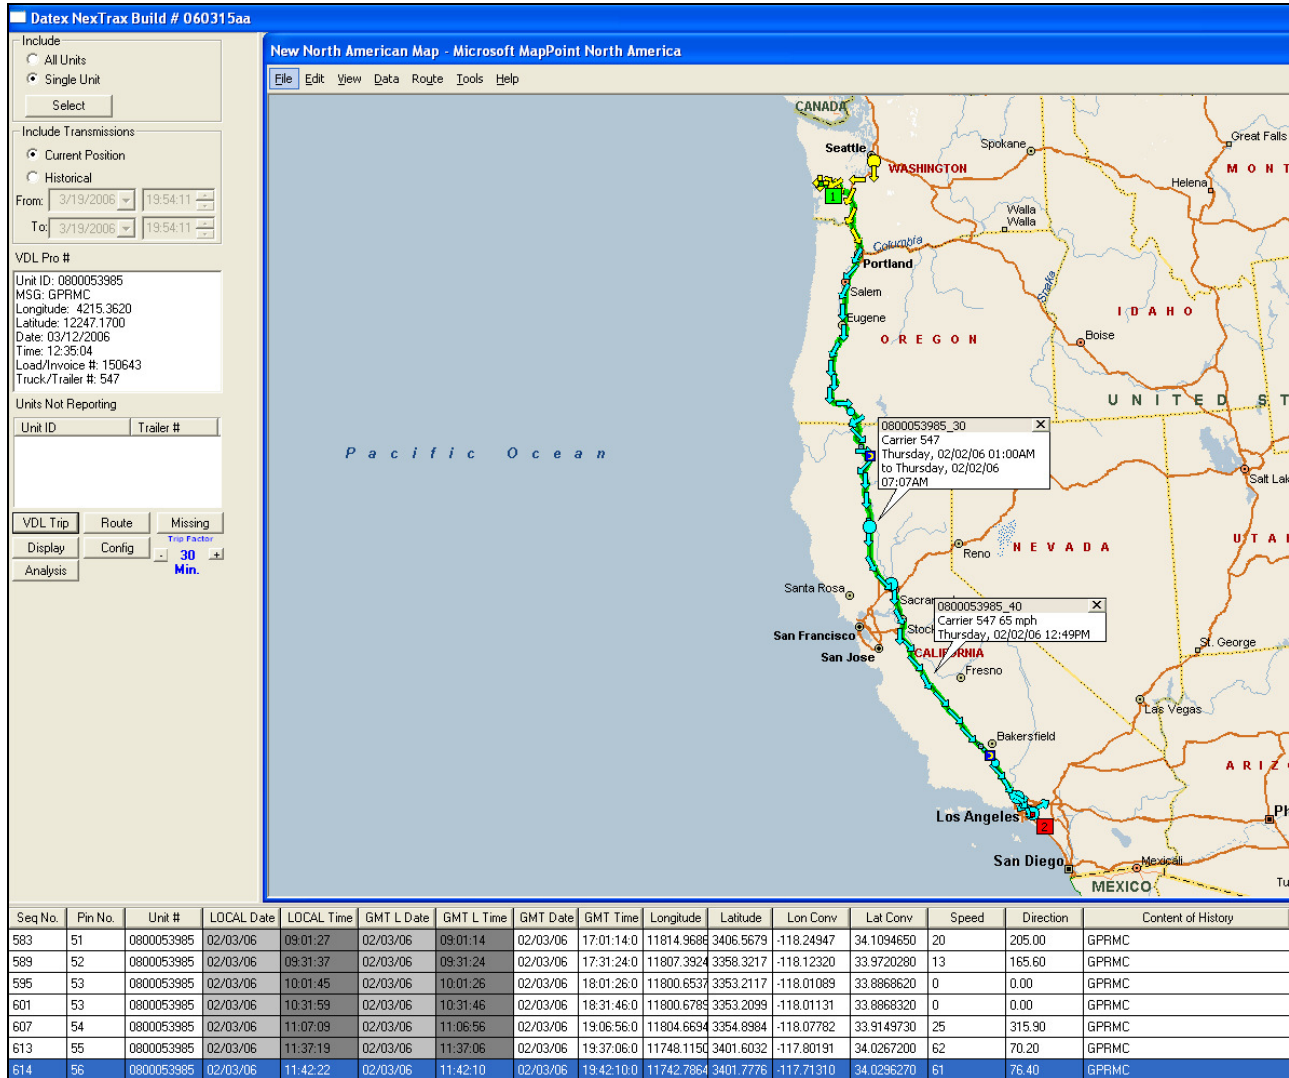 Datex NexTrax Build # 060315aa
Include
All Units
Single Unit
Select
Include Transmissions
Current Position
Historical
From: 3/19/2006 19:54:11
To: 3/19/2006 19:54:11
VDL Pro #
Unit ID: 0800053985
MSG: GPRMC
Longitude: 4215.3620
Latitude: 12247.1700
Date: 03/12/2006
Time: 12:35:04
Load/Invoice #: 150643
Truck/Trailer #: 547
Units Not Reporting
Unit ID Trailer #
VDL Trip Route Missing
Display Config Trip Factor
- 30 +
Min.
Analysis
New North American Map - Microsoft MapPoint North America
File Edit View Data Route Tools Help
CANADA
Seattle
Spokane
Great Falls
WASHINGTON
M O N T
Helena
1
Walla
Walla
Columbia
Portland
Salem
Snake
I D A H O
Eugene
Boise
O R E G O N
U N I T E D S T
0800053985_30
Carrier 547
Thursday, 02/02/06 01:00AM
to Thursday, 02/02/06
07:07AM
P a c i f i c O c e a n
Salt Lak
Reno
N E V A D A
U T A
Santa Rosa
Sacra
0800053985_40
Carrier 547 65 mph
Thursday, 02/02/06 12:49PM
Stoc
San Francisco
San Jose
CALIFORNIA
St. George
Fresno
Las Vegas
Bakersfield
A R I Z
Los Angeles
2
Ph
San Diego
Mexicali
MEXICO
Tu
Seq No. Pin No. Unit # LOCAL Date LOCAL Time GMT L Date GMT L Time GMT Date GMT Time Longitude Latitude Lon Conv Lat Conv Speed Direction Content of History
583 51 0800053985 02/03/06 09:01:27 02/03/06 09:01:14 02/03/06 17:01:14:0 11814.9686 3406.5679 -118.24947 34.1094650 20 205.00 GPRMC
589 52 0800053985 02/03/06 09:31:37 02/03/06 09:31:24 02/03/06 17:31:24:0 11807.3924 3358.3217 -118.12320 33.9720280 13 165.60 GPRMC
595 53 0800053985 02/03/06 10:01:45 02/03/06 10:01:26 02/03/06 18:01:26:0 11800.6537 3353.2117 -118.01089 33.8868620 0 0.00 GPRMC
601 53 0800053985 02/03/06 10:31:59 02/03/06 10:31:46 02/03/06 18:31:46:0 11800.6789 3353.2099 -118.01131 33.8868320 0 0.00 GPRMC
607 54 0800053985 02/03/06 11:07:09 02/03/06 11:06:56 02/03/06 19:06:56:0 11804.6694 3354.8984 -118.07782 33.9149730 25 315.90 GPRMC
613 55 0800053985 02/03/06 11:37:19 02/03/06 11:37:06 02/03/06 19:37:06:0 11748.1150 3401.6032 -117.80191 34.0267200 62 70.20 GPRMC
614 56 0800053985 02/03/06 11:42:22 02/03/06 11:42:10 02/03/06 19:42:10:0 11742.7864 3401.7776 -117.71310 34.0296270 61 76.40 GPRMC